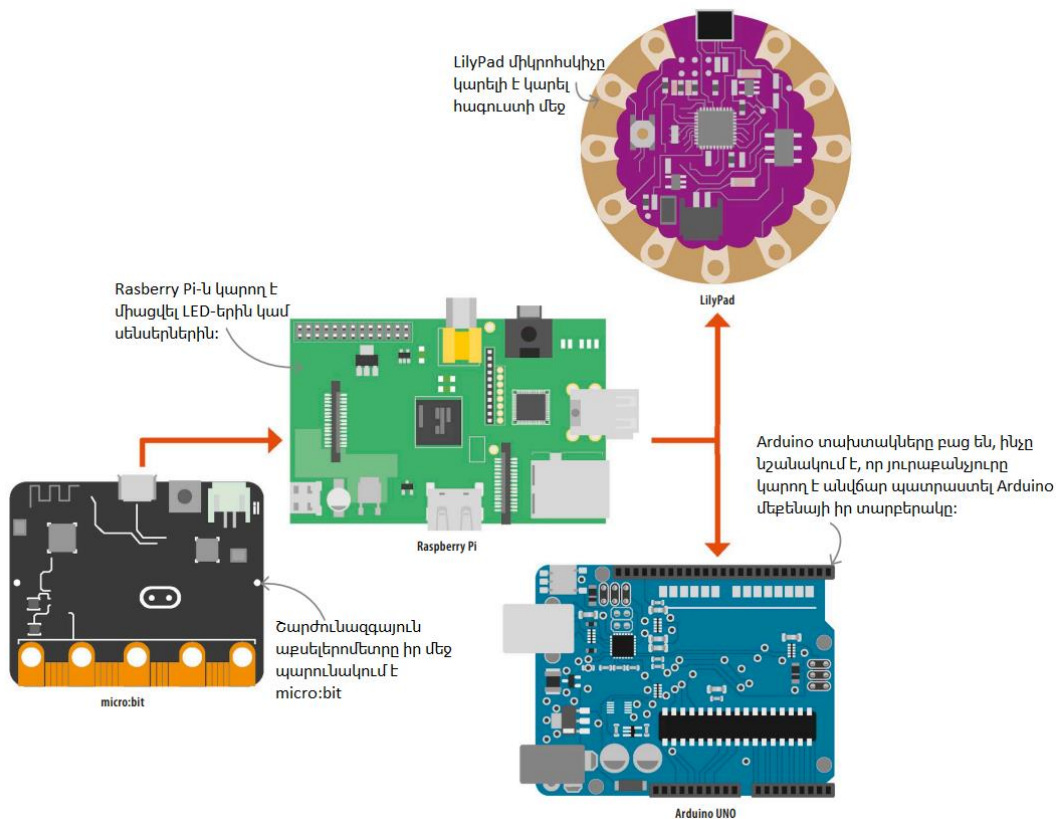 LilyPad միկրոհսկիչը
կարելի է կարել
հագուստի մեջ
LilyPad
Rasberry Pi-ն կարող է
միացվել LED-երին կամ
սենսերներին:
Raspberry Pi
Arduino տախտակները բաց են, ինչը
նշանակում է, որ յուրաքանչյուրը
կարող է անվճար պատրաստել Arduino
մեքենայի իր տարբերակը:
Շարժունազգայուն
աքսելերոմետրը իր մեջ
պարունակում է
micro:bit
micro:bit
Arduino UNO